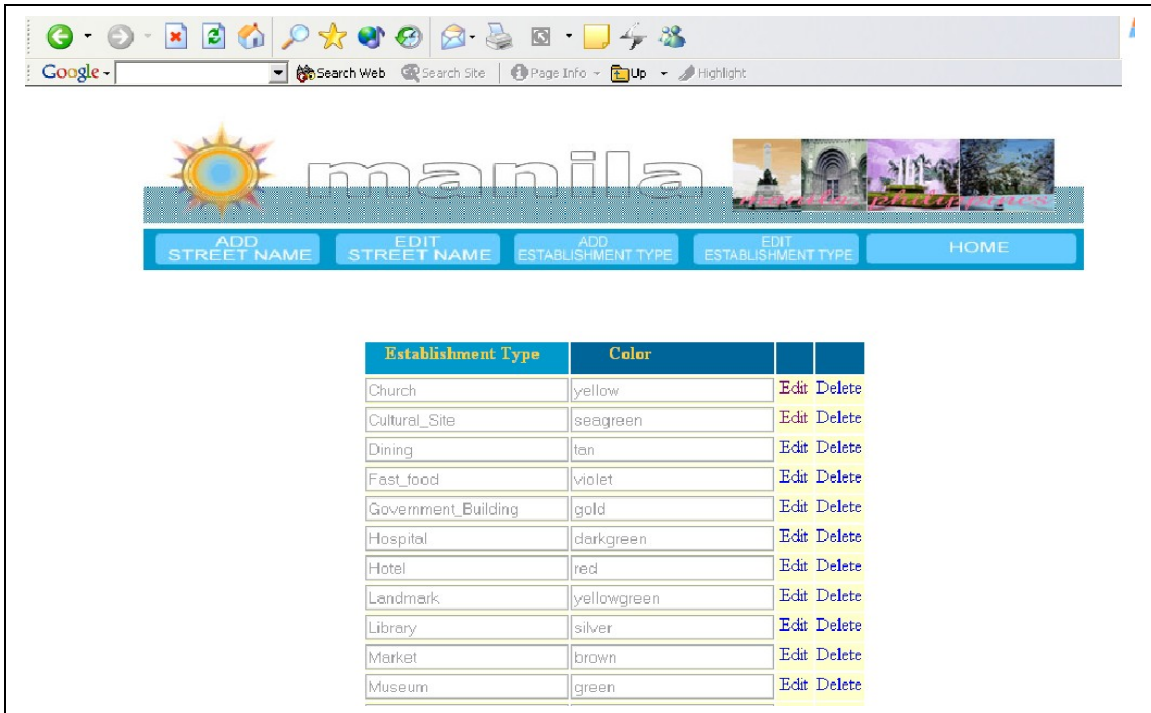 Google Search Web Search Site Page Info Up Highlight
manila
manila, philippines
ADD STREET NAME
EDIT STREET NAME
ADD ESTABLISHMENT TYPE
EDIT ESTABLISHMENT TYPE
HOME
Establishment Type Color
Church yellow Edit Delete
Cultural_Site seagreen Edit Delete
Dining tan Edit Delete
Fast_food violet Edit Delete
Government_Building gold Edit Delete
Hospital darkgreen Edit Delete
Hotel red Edit Delete
Landmark yellowgreen Edit Delete
Library silver Edit Delete
Market brown Edit Delete
Museum green Edit Delete